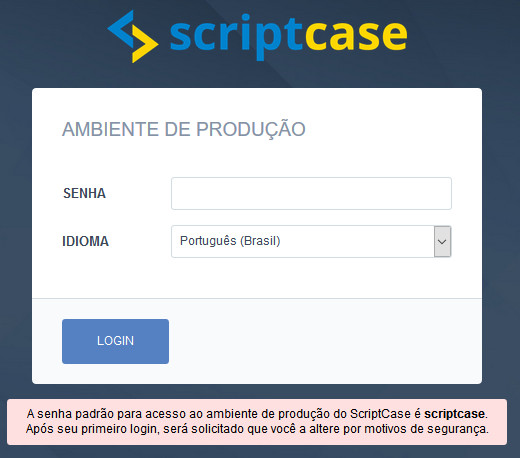 scriptcase
AMBIENTE DE PRODUÇÃO
SENHA
IDIOMA Português (Brasil)
LOGIN
A senha padrão para acesso ao ambiente de produção do ScriptCase é scriptcase.
Após seu primeiro login, será solicitado que você a altere por motivos de segurança.